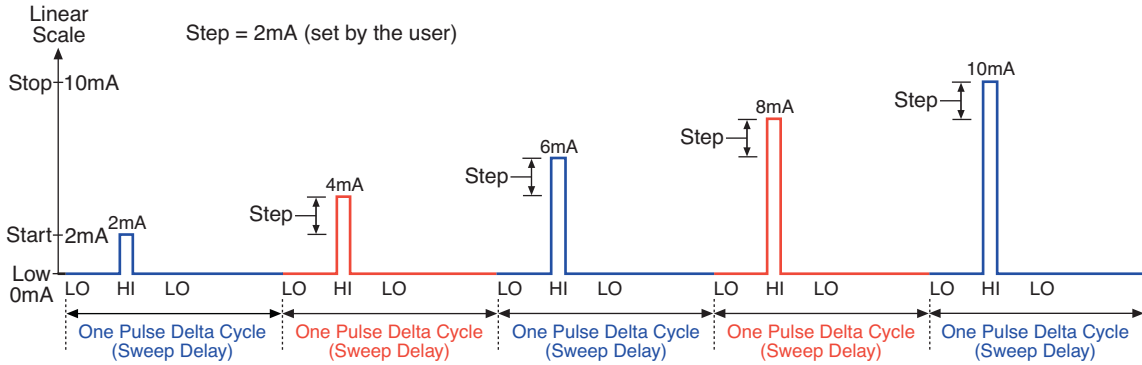 Linear
Scale
Step = 2mA (set by the user)
Stop 10mA
Start 2mA
Low
0mA
2mA
Step
4mA
Step
6mA
Step
8mA
Step
10mA
LO HI LO
LO HI LO
LO HI LO
LO HI LO
LO HI LO
One Pulse Delta Cycle
(Sweep Delay)
One Pulse Delta Cycle
(Sweep Delay)
One Pulse Delta Cycle
(Sweep Delay)
One Pulse Delta Cycle
(Sweep Delay)
One Pulse Delta Cycle
(Sweep Delay)